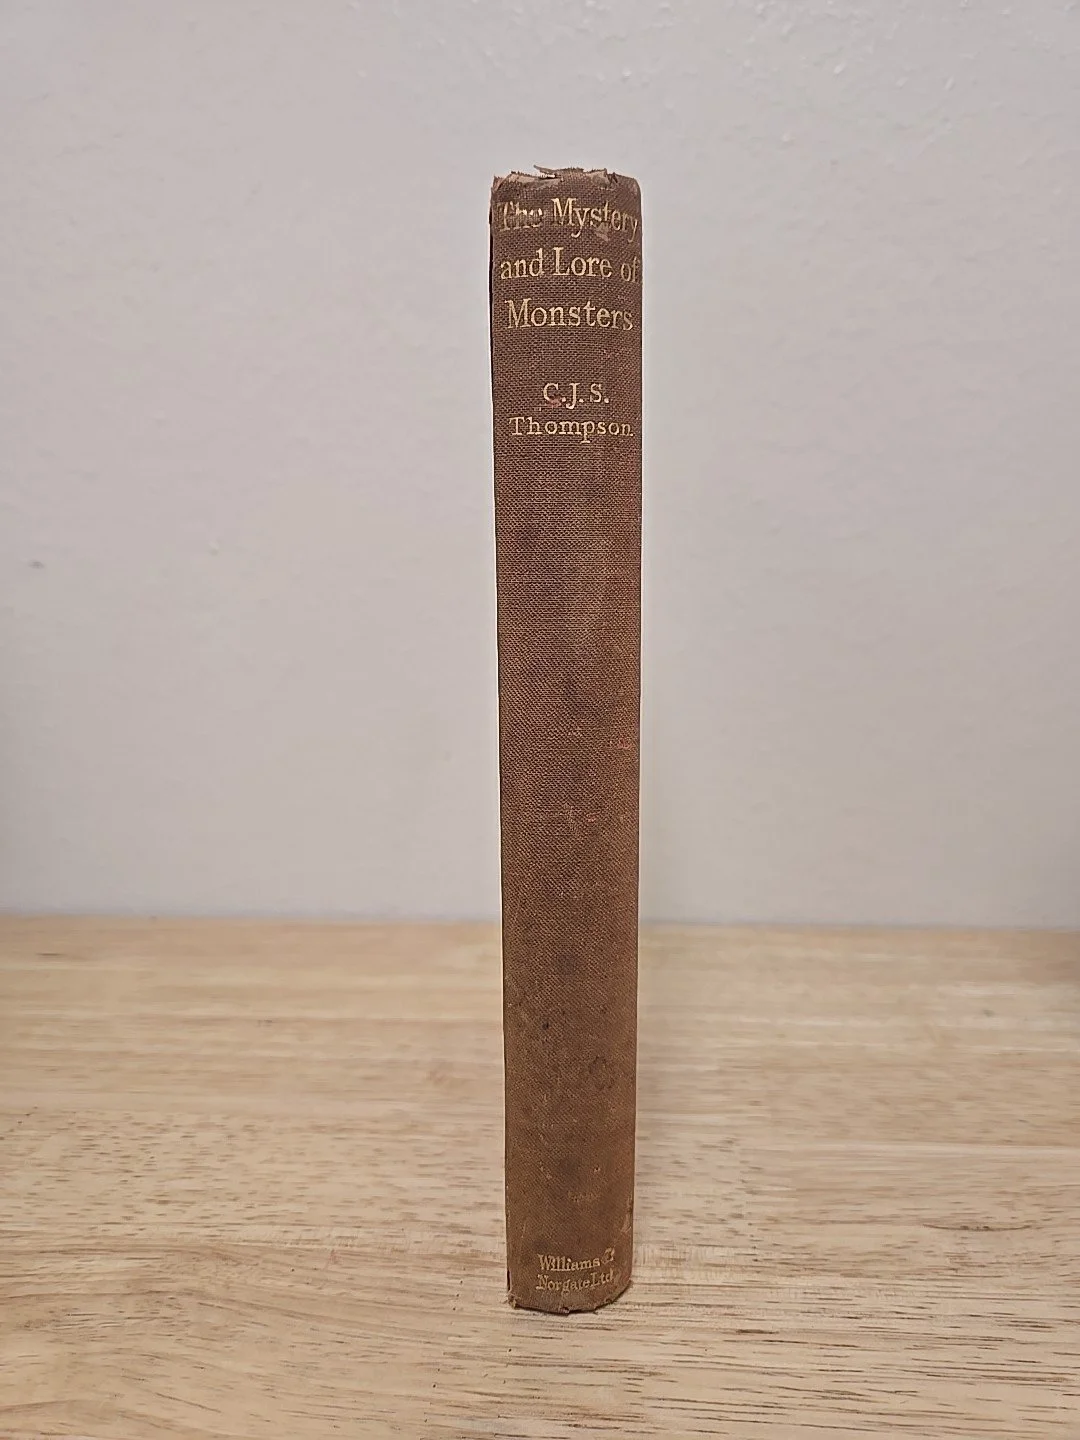 The Mystery
and Lore of
Monsters
C.J.S.
Thompson
Williams &
Norgate Ltd